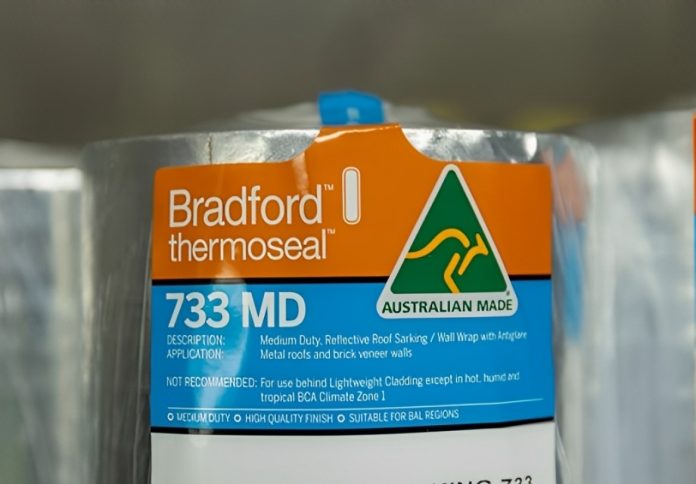 Bradford™
thermoseal™
AUSTRALIAN MADE
733 MD
DESCRIPTION: Medium Duty, Reflective Roof Sarking / Wall Wrap with Antiglare
APPLICATION: Metal roofs and brick veneer walls
NOT RECOMMENDED: For use behind Lightweight Cladding except in hot, humid and
tropical BCA Climate Zone 1
MEDIUM DUTY HIGH QUALITY FINISH SUITABLE FOR BAL REGIONS
733